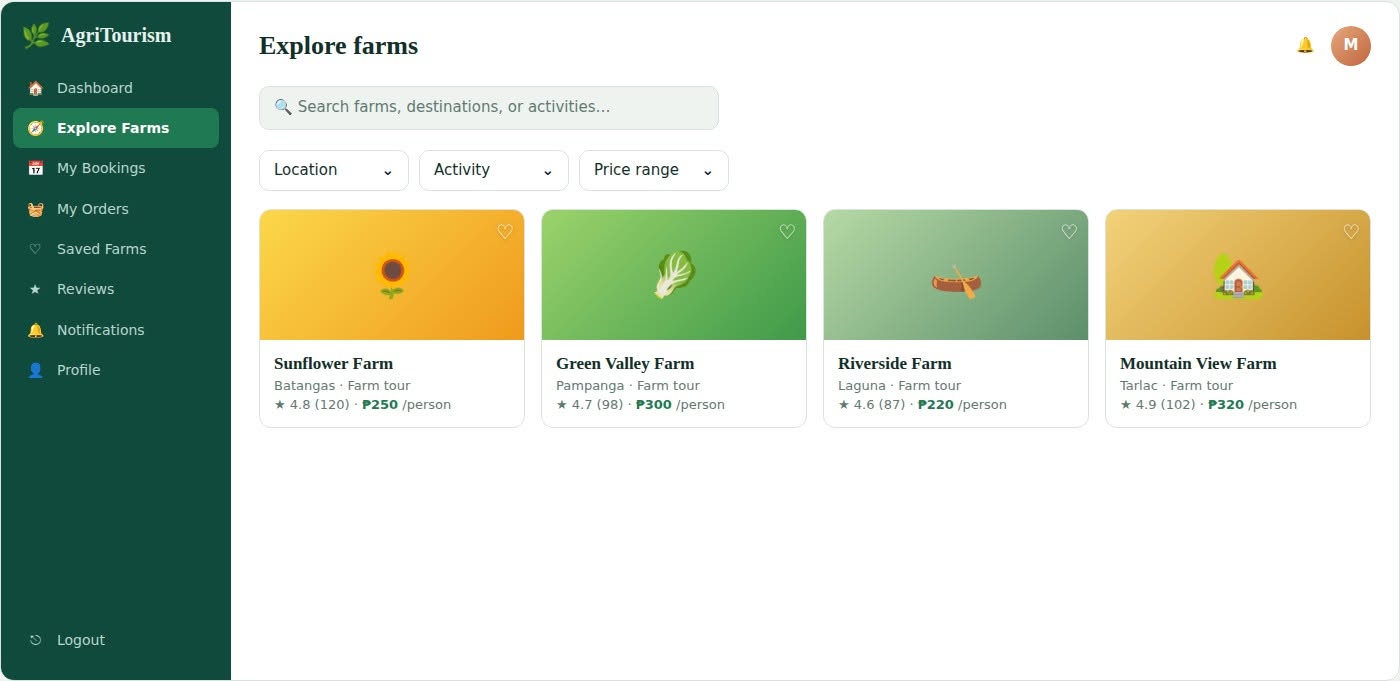 AgriTourism
Dashboard
Explore Farms
My Bookings
My Orders
Saved Farms
Reviews
Notifications
Profile
Logout
Explore farms
M
Search farms, destinations, or activities…
Location
Activity
Price range
Sunflower Farm
Batangas · Farm tour
★ 4.8 (120) · ₱250 /person
Green Valley Farm
Pampanga · Farm tour
★ 4.7 (98) · ₱300 /person
Riverside Farm
Laguna · Farm tour
★ 4.6 (87) · ₱220 /person
Mountain View Farm
Tarlac · Farm tour
★ 4.9 (102) · ₱320 /person